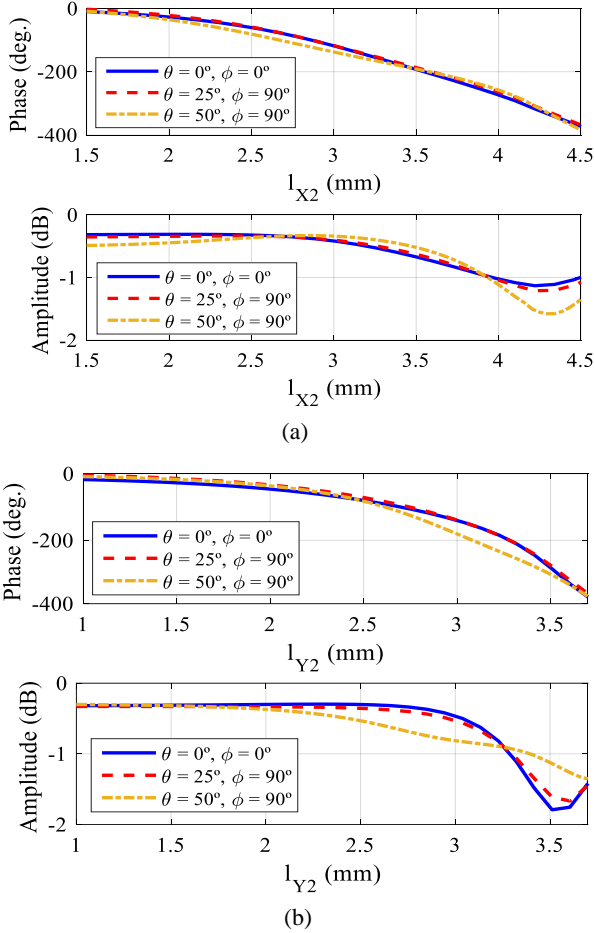 Phase (deg.)
0
-200
-400
θ = 0º, ϕ = 0º
θ = 25º, ϕ = 90º
θ = 50º, ϕ = 90º
1.5 2 2.5 3 3.5 4 4.5
l_X2 (mm)
Amplitude (dB)
0
-1
-2
θ = 0º, ϕ = 0º
θ = 25º, ϕ = 90º
θ = 50º, ϕ = 90º
1.5 2 2.5 3 3.5 4 4.5
l_X2 (mm)
(a)
Phase (deg.)
0
-200
-400
θ = 0º, ϕ = 0º
θ = 25º, ϕ = 90º
θ = 50º, ϕ = 90º
1 1.5 2 2.5 3 3.5
l_Y2 (mm)
Amplitude (dB)
0
-1
-2
θ = 0º, ϕ = 0º
θ = 25º, ϕ = 90º
θ = 50º, ϕ = 90º
1 1.5 2 2.5 3 3.5
l_Y2 (mm)
(b)